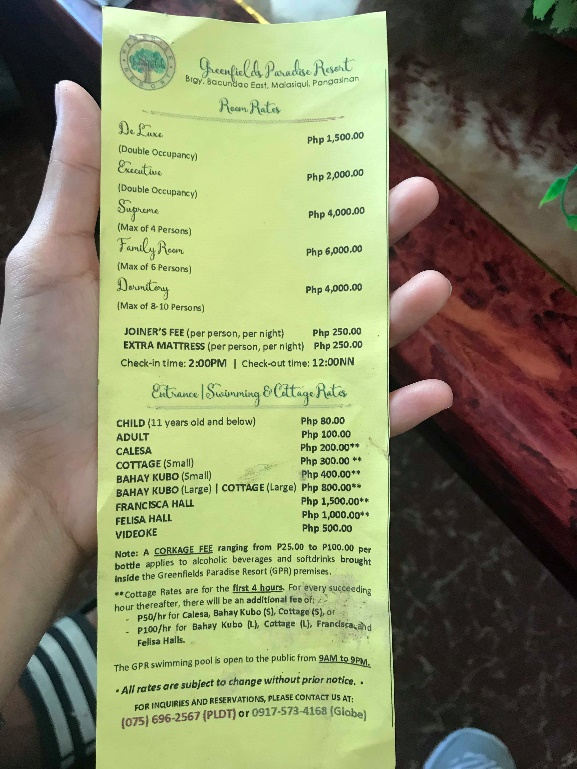 Greenfields Paradise Resort
Brgy. Bacundao East, Malasiqui, Pangasinan
Room Rates
De Luxe Php 1,500.00
(Double Occupancy)
Executive Php 2,000.00
(Double Occupancy)
Supreme Php 4,000.00
(Max of 4 Persons)
Family Room Php 6,000.00
(Max of 6 Persons)
Dormitory Php 4,000.00
(Max of 8-10 Persons)
JOINER'S FEE (per person, per night) Php 250.00
EXTRA MATTRESS (per person, per night) Php 250.00
Check-in time: 2:00PM | Check-out time: 12:00NN
Entrance | Swimming & Cottage Rates
CHILD (11 years old and below) Php 80.00
ADULT Php 100.00
CALESA Php 200.00**
COTTAGE (Small) Php 300.00 **
BAHAY KUBO (Small) Php 400.00**
BAHAY KUBO (Large) | COTTAGE (Large) Php 800.00**
FRANCISCA HALL Php 1,500.00**
FELISA HALL Php 1,000.00**
VIDEOKE Php 500.00
Note: A CORKAGE FEE ranging from P25.00 to P100.00 per
bottle applies to alcoholic beverages and softdrinks brought
inside the Greenfields Paradise Resort (GPR) premises.
**Cottage Rates are for the first 4 hours. For every succeeding
hour thereafter, there will be an additional fee of:
- P50/hr for Calesa, Bahay Kubo (S), Cottage (S), or
- P100/hr for Bahay Kubo (L), Cottage (L), Francisca, and
Felisa Halls.
The GPR swimming pool is open to the public from 9AM to 9PM.
• All rates are subject to change without prior notice. •
FOR INQUIRIES AND RESERVATIONS, PLEASE CONTACT US AT:
(075) 696-2567 (PLDT) or 0917-573-4168 (Globe)